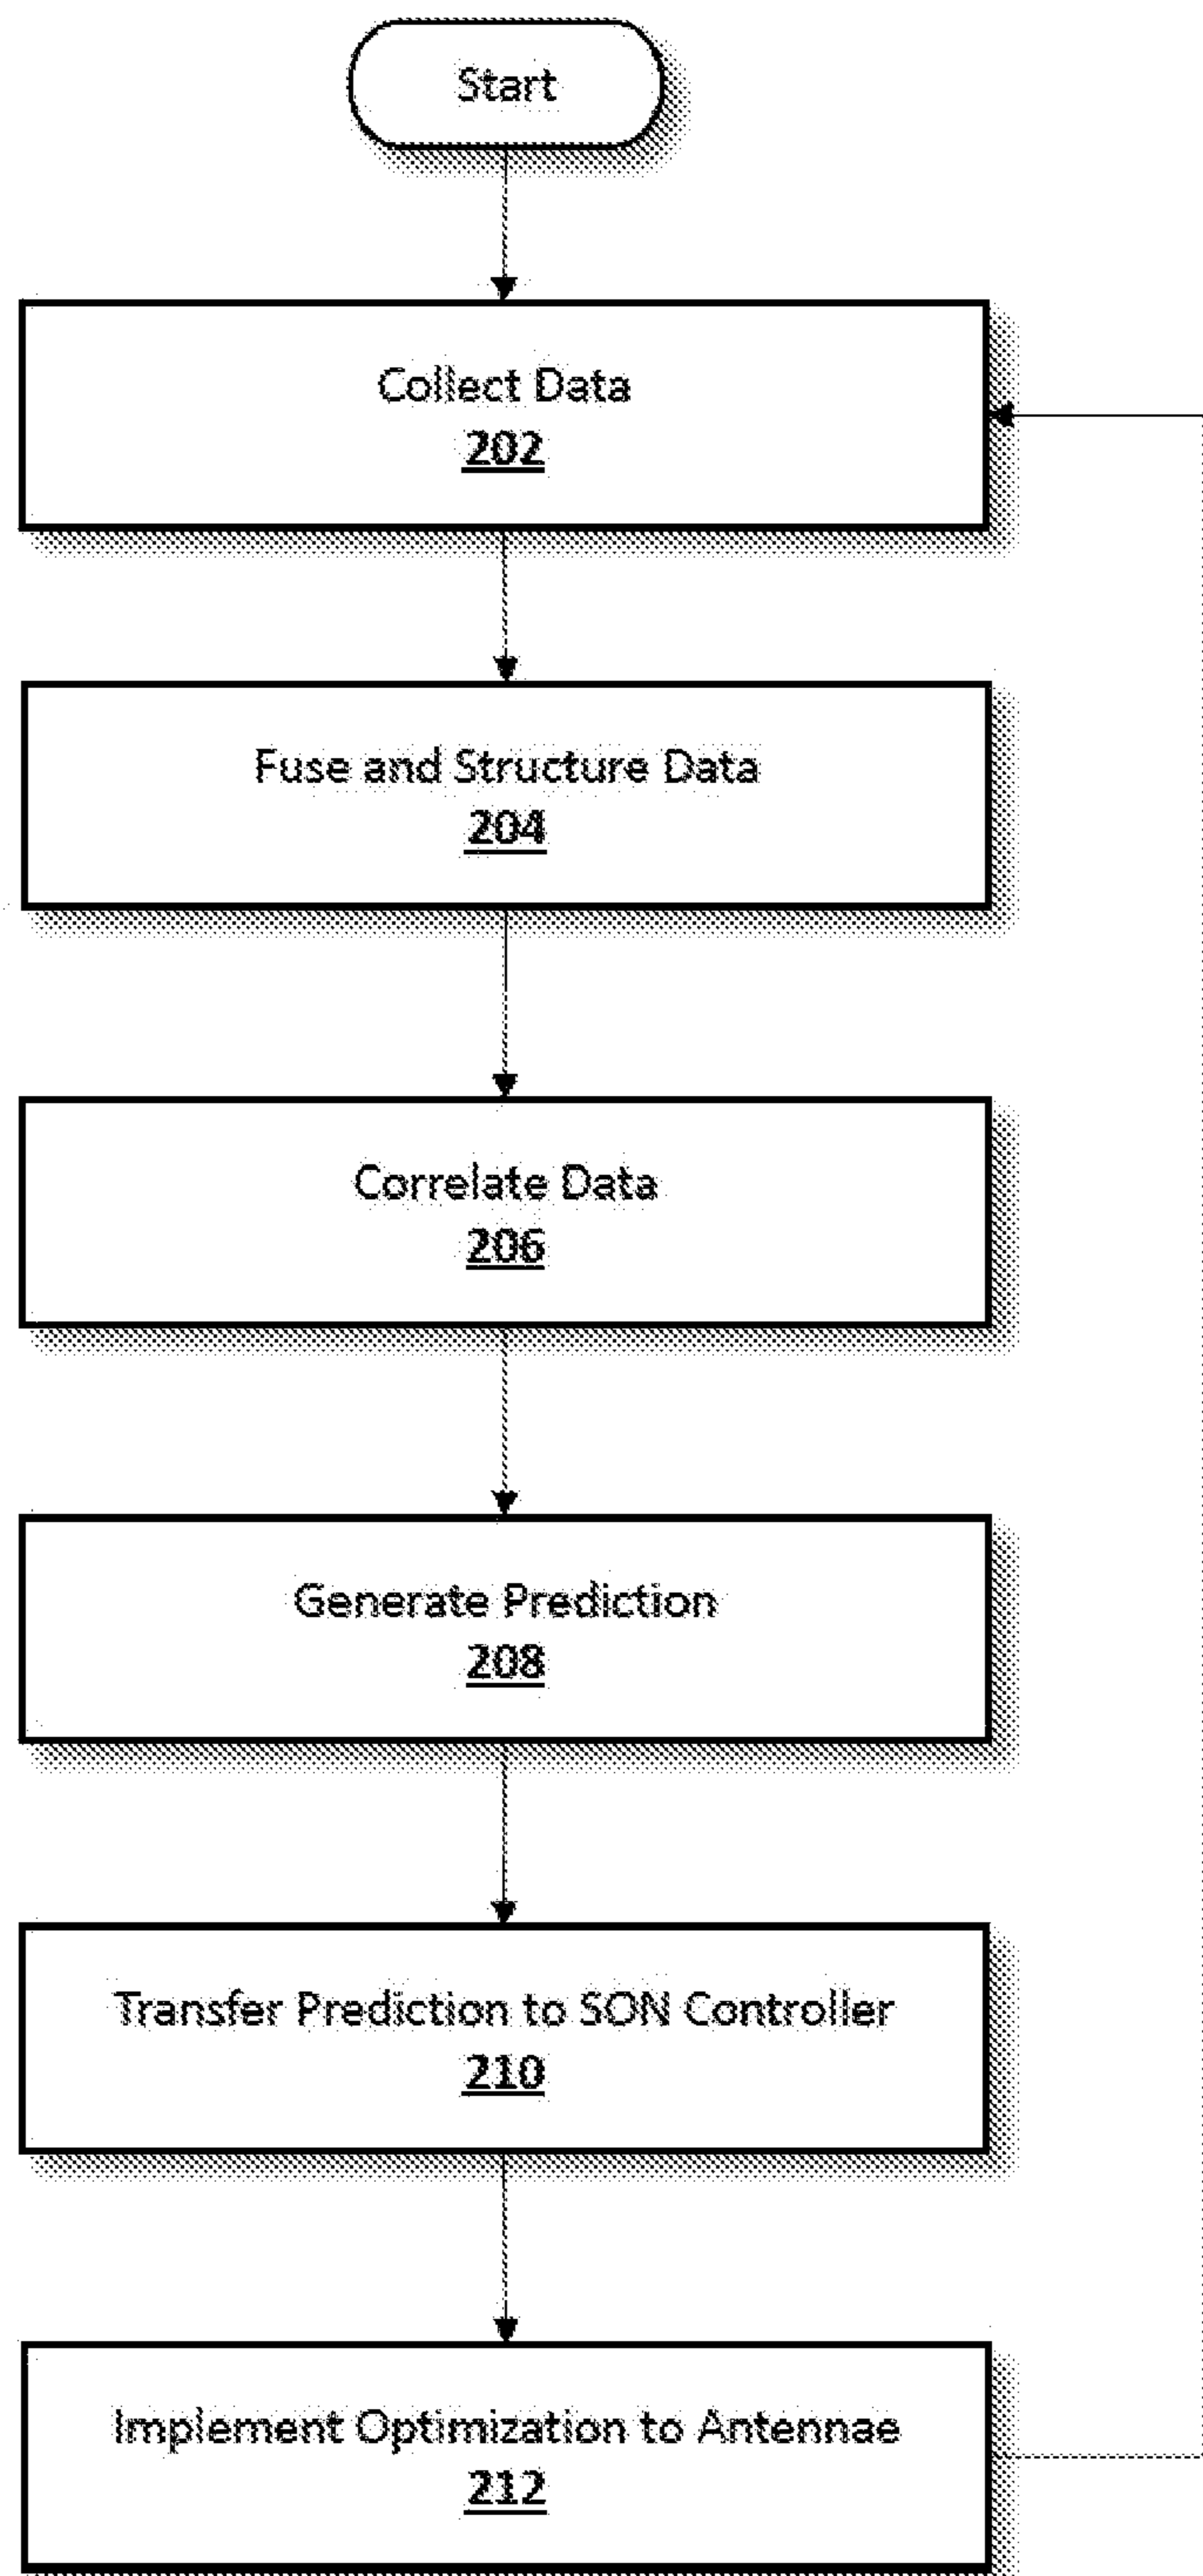 Start
Collect Data
202
Fuse and Structure Data
204
Correlate Data
206
Generate Prediction
208
Transfer Prediction to SON Controller
210
Implement Optimization to Antennae
212